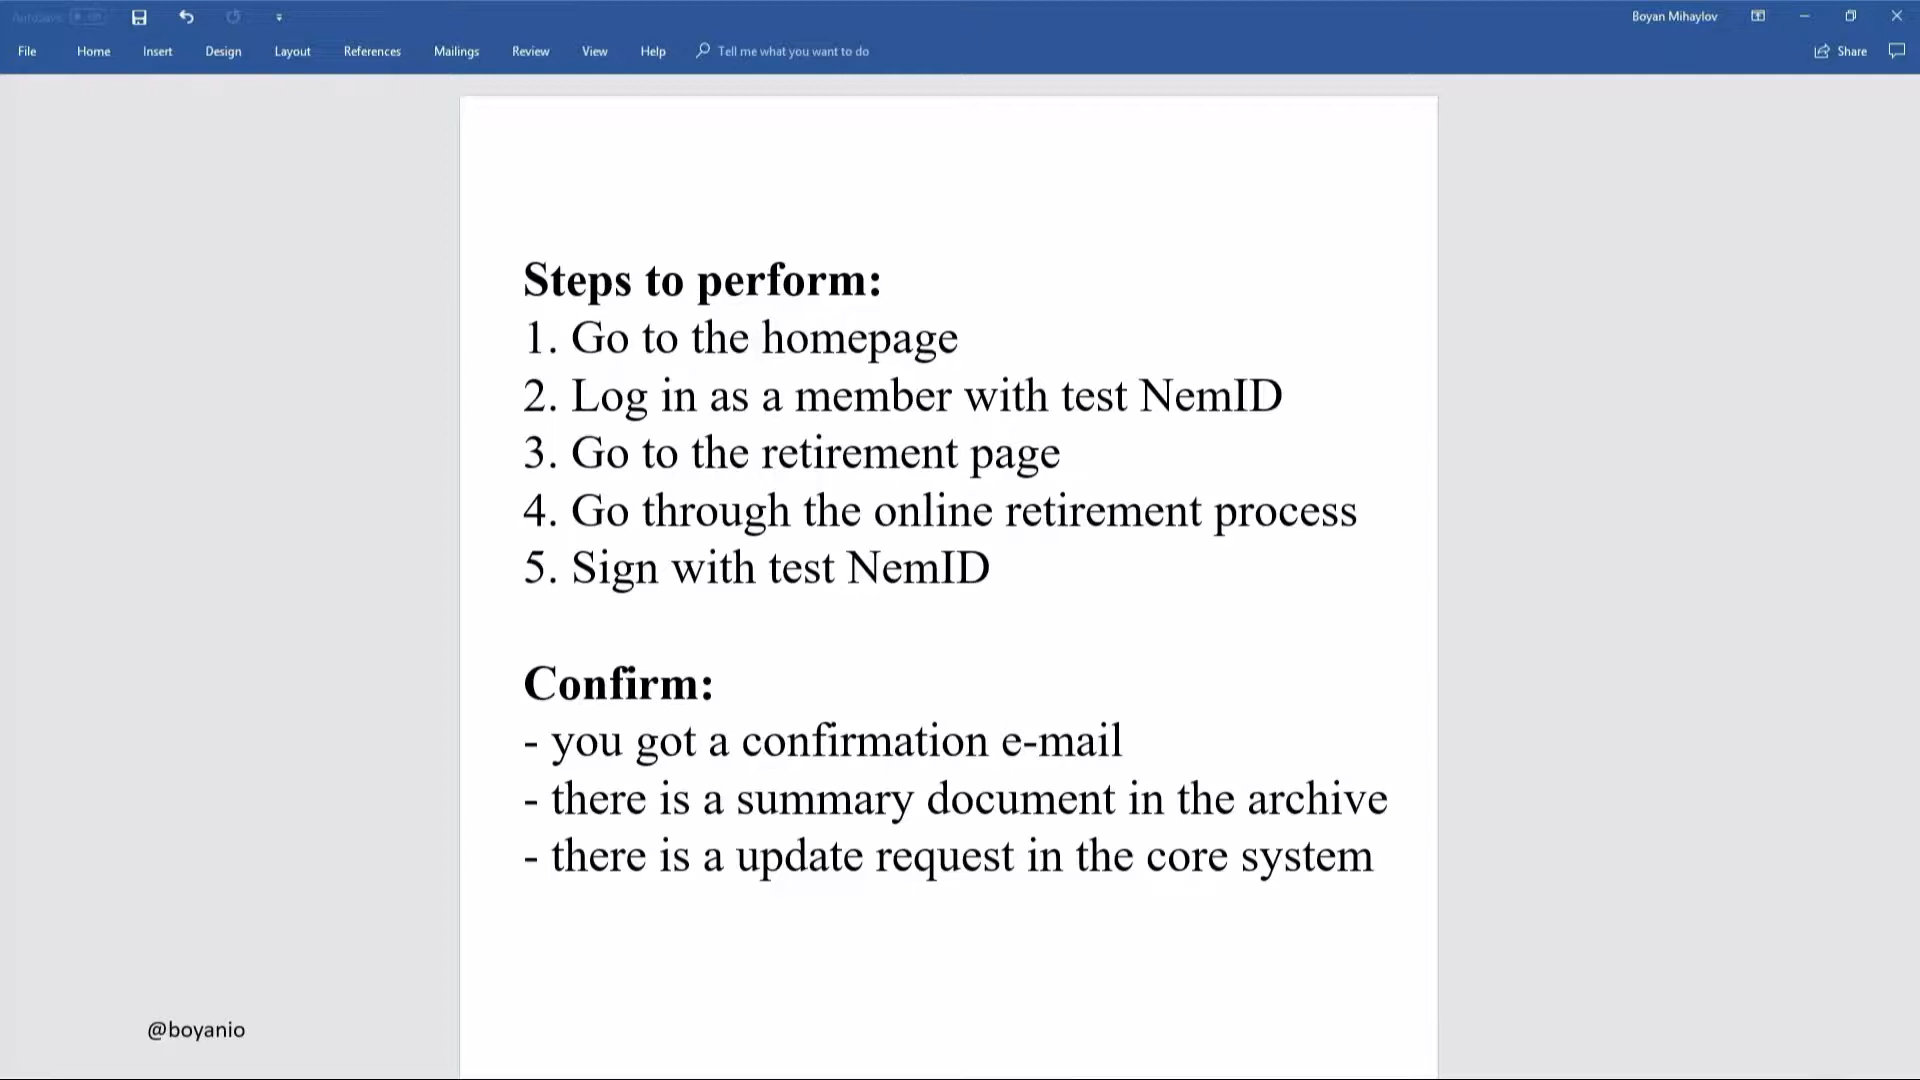 AutoSave Off
Boyan Mihaylov
File Home Insert Design Layout References Mailings Review View Help Tell me what you want to do Share
Steps to perform:
1. Go to the homepage
2. Log in as a member with test NemID
3. Go to the retirement page
4. Go through the online retirement process
5. Sign with test NemID
Confirm:
- you got a confirmation e-mail
- there is a summary document in the archive
- there is a update request in the core system
@boyanio